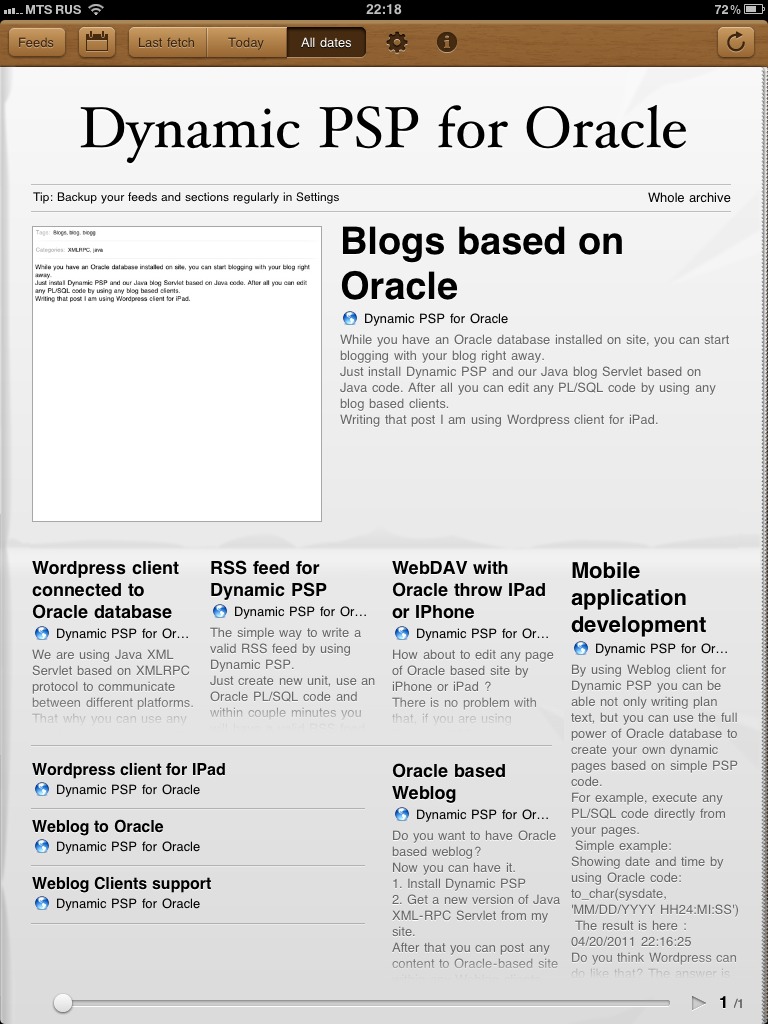 MTS RUS
22:18
72%
Feeds
Last fetch
Today
All dates
Dynamic PSP for Oracle
Tip: Backup your feeds and sections regularly in Settings
Whole archive
Tags: Blogs, blog, blogg
Categories: XMLRPC, java
While you have an Oracle database installed on site, you can start blogging with your blog right
away.
Just install Dynamic PSP and our Java blog Servlet based on Java code. After all you can edit
any PL/SQL code by using any blog based clients.
Writing that post I am using Wordpress client for iPad.
Blogs based on
Oracle
Dynamic PSP for Oracle
While you have an Oracle database installed on site, you can start
blogging with your blog right away.
Just install Dynamic PSP and our Java blog Servlet based on
Java code. After all you can edit any PL/SQL code by using any
blog based clients.
Writing that post I am using Wordpress client for iPad.
Wordpress client
connected to
Oracle database
Dynamic PSP for Or...
We are using Java XML
Servlet based on XMLRPC
protocol to communicate
between different platforms.
That why you can use any
RSS feed for
Dynamic PSP
Dynamic PSP for Or...
The simple way to write a
valid RSS feed by using
Dynamic PSP.
Just create new unit, use an
Oracle PL/SQL code and
within couple minutes you
WebDAV with
Oracle throw IPad
or IPhone
Dynamic PSP for Or...
How about to edit any page
of Oracle based site by
iPhone or iPad ?
There is no problem with
that, if you are using
Mobile
application
development
Dynamic PSP for Or...
By using Weblog client for
Dynamic PSP you can be
able not only writing plan
text, but you can use the full
power of Oracle database to
create your own dynamic
pages based on simple PSP
code.
For example, execute any
PL/SQL code directly from
your pages.
Simple example:
Showing date and time by
using Oracle code:
to_char(sysdate,
'MM/DD/YYYY HH24:MI:SS')
The result is here :
04/20/2011 22:16:25
Do you think Wordpress can
do like that? The answer is
Wordpress client for IPad
Dynamic PSP for Oracle
Weblog to Oracle
Dynamic PSP for Oracle
Weblog Clients support
Dynamic PSP for Oracle
Oracle based
Weblog
Dynamic PSP for Or...
Do you want to have Oracle
based weblog?
Now you can have it.
1. Install Dynamic PSP
2. Get a new version of Java
XML-RPC Servlet from my
site.
After that you can post any
content to Oracle-based site
1 /1